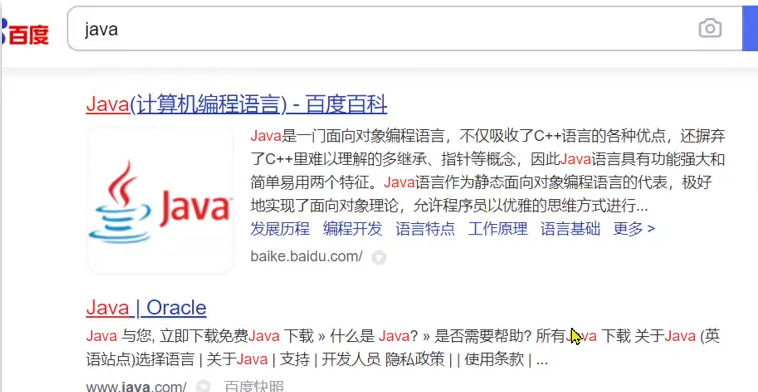 百度
java
Java(计算机编程语言) - 百度百科
Java是一门面向对象编程语言，不仅吸收了C++语言的各种优点，还摒弃
了C++里难以理解的多继承、指针等概念，因此Java语言具有功能强大和
简单易用两个特征。Java语言作为静态面向对象编程语言的代表，极好
地实现了面向对象理论，允许程序员以优雅的思维方式进行...
Java
发展历程 编程开发 语言特点 工作原理 语言基础 更多 >
baike.baidu.com/
Java | Oracle
Java 与您, 立即下载免费Java 下载 » 什么是 Java? » 是否需要帮助? 所有Java 下载 关于Java (英
语站点)选择语言 | 关于Java | 支持 | 开发人员 隐私政策 | | 使用条款 | ...
www.java.com/ 百度快照